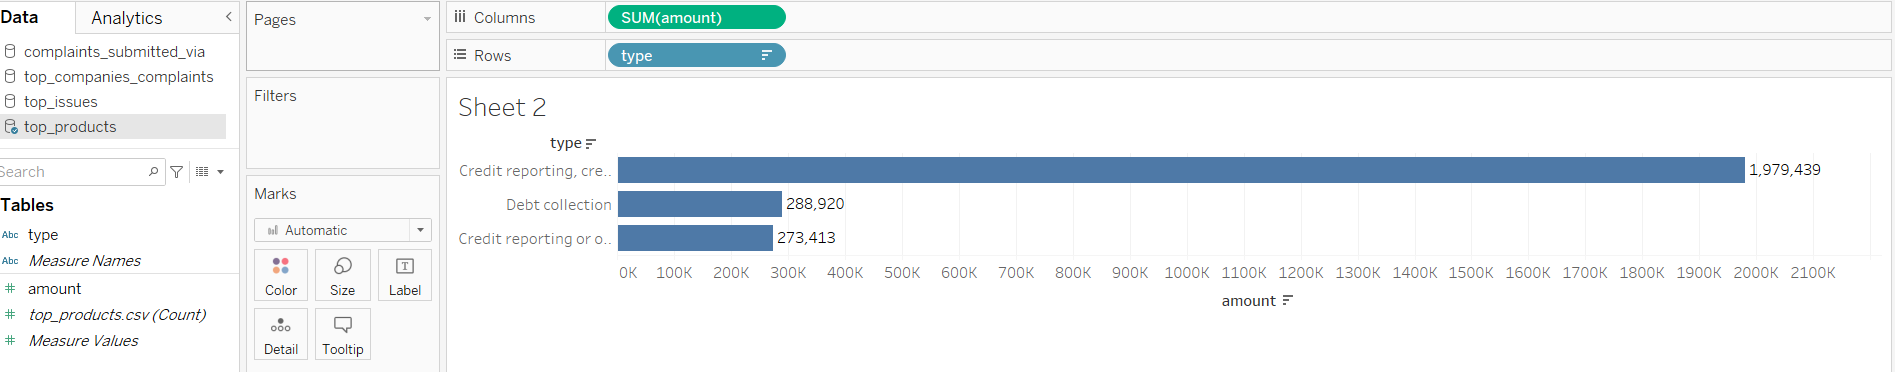 Data
Analytics
complaints_submitted_via
top_companies_complaints
top_issues
top_products
Search
Tables
Abc type
Abc Measure Names
# amount
# top_products.csv (Count)
# Measure Values
Pages
Filters
Marks
Automatic
Color
Size
T
Label
Detail
Tooltip
Columns
SUM(amount)
Rows
type
Sheet 2
type
Credit reporting, cre.. 1,979,439
Debt collection 288,920
Credit reporting or o.. 273,413
0K 100K 200K 300K 400K 500K 600K 700K 800K 900K 1000K 1100K 1200K 1300K 1400K 1500K 1600K 1700K 1800K 1900K 2000K 2100K
amount